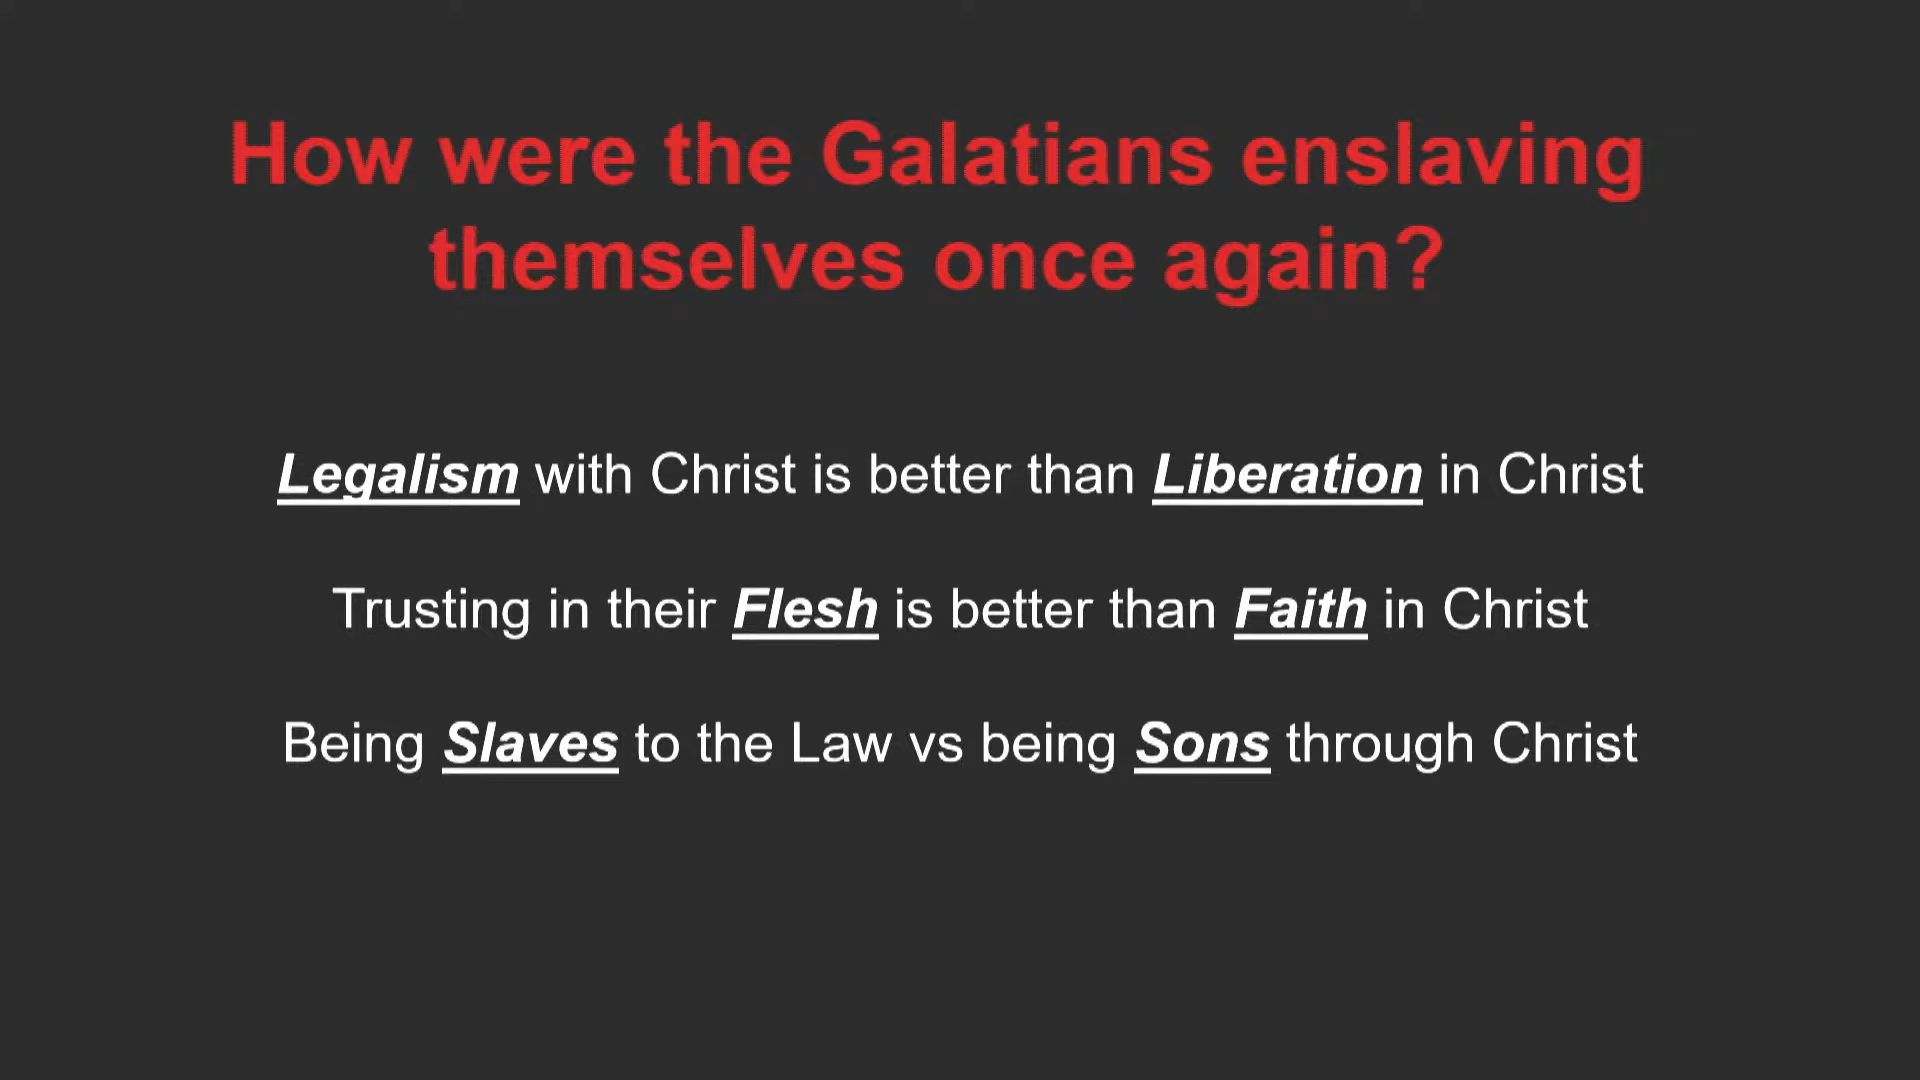 How were the Galatians enslaving
themselves once again?
Legalism with Christ is better than Liberation in Christ
Trusting in their Flesh is better than Faith in Christ
Being Slaves to the Law vs being Sons through Christ